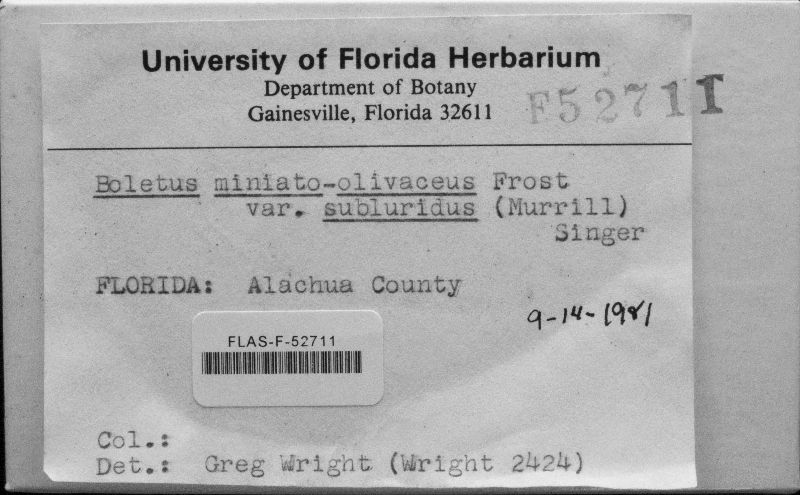 University of Florida Herbarium
Department of Botany
Gainesville, Florida 32611
F52711
Boletus miniato-olivaceus Frost
var. subluridus (Murrill)
Singer
FLORIDA: Alachua County
9-14-1981
FLAS-F-52711
Col.:
Det.: Greg Wright (Wright 2424)